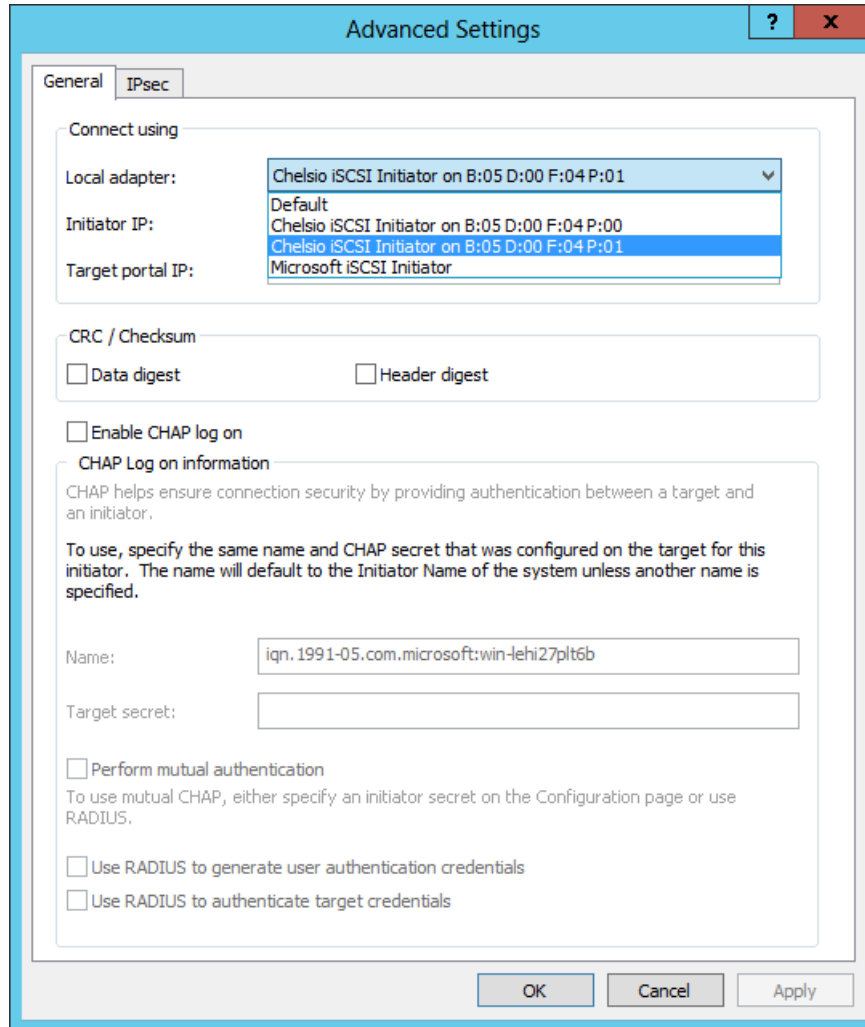 Advanced Settings
?
x
General
IPsec
Connect using
Local adapter:
Chelsio iSCSI Initiator on B:05 D:00 F:04 P:01
Default
Initiator IP:
Chelsio iSCSI Initiator on B:05 D:00 F:04 P:00
Chelsio iSCSI Initiator on B:05 D:00 F:04 P:01
Target portal IP:
Microsoft iSCSI Initiator
CRC / Checksum
Data digest
Header digest
Enable CHAP log on
CHAP Log on information
CHAP helps ensure connection security by providing authentication between a target and
an initiator.
To use, specify the same name and CHAP secret that was configured on the target for this
initiator. The name will default to the Initiator Name of the system unless another name is
specified.
Name:
iqn.1991-05.com.microsoft:win-lehi27plt6b
Target secret:
Perform mutual authentication
To use mutual CHAP, either specify an initiator secret on the Configuration page or use
RADIUS.
Use RADIUS to generate user authentication credentials
Use RADIUS to authenticate target credentials
OK
Cancel
Apply